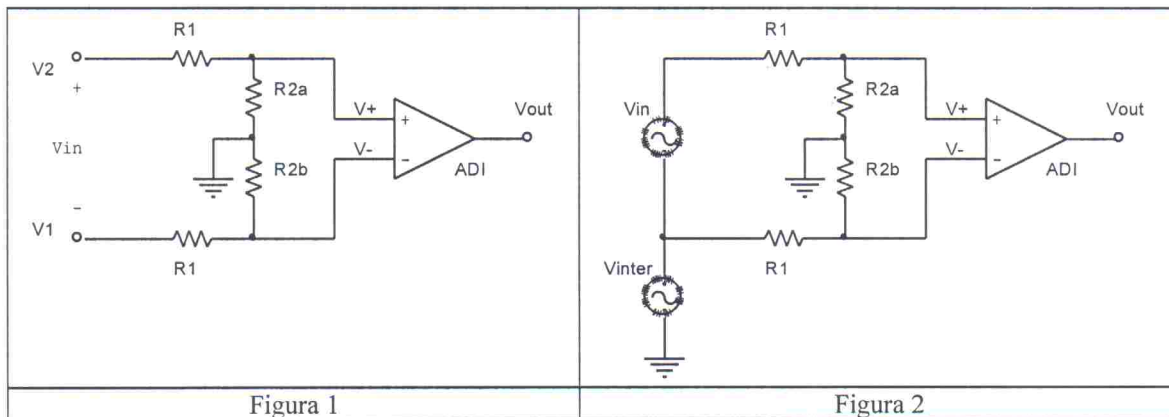 R1
V2
+
R2a
V+
+
Vout
Vin
V-
-
ADI
R2b
-
V1
R1
R1
R2a
V+
+
Vout
Vin
V-
-
ADI
R2b
R1
Vinter
Figura 1
Figura 2